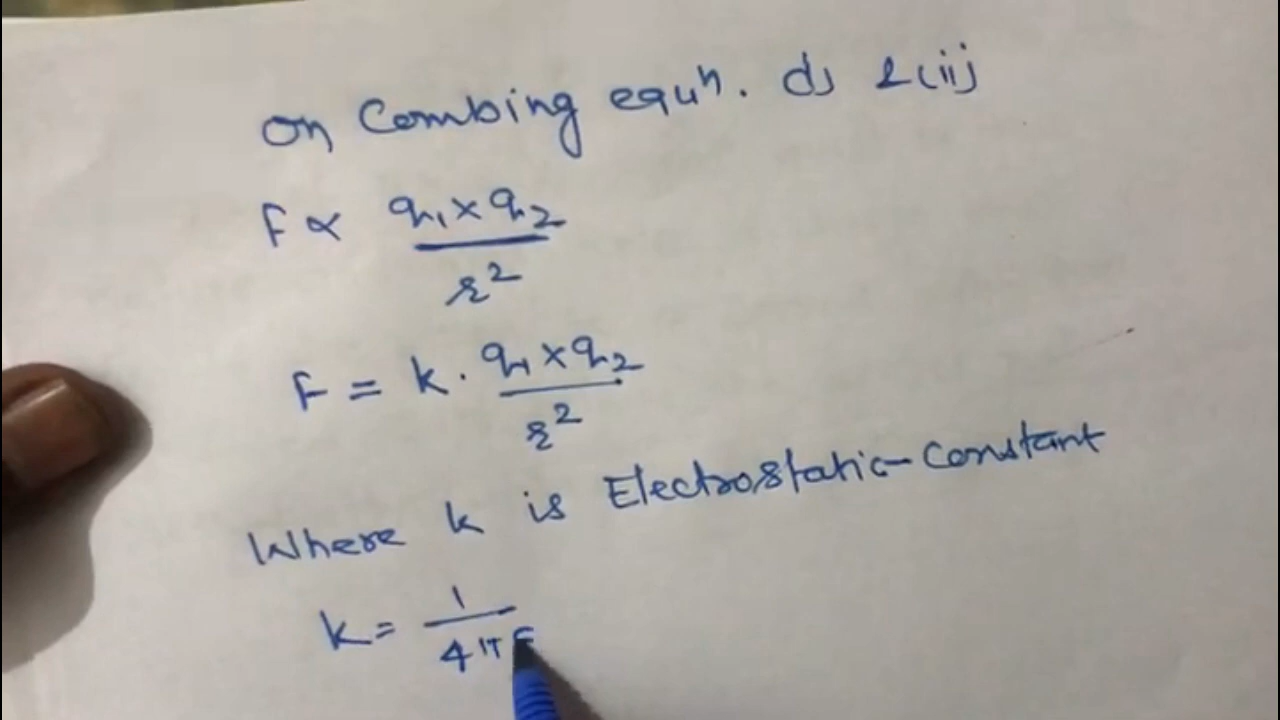 On Combing equⁿ. (i) & (ii)
F ∝ q₁ × q₂
r²
F = k . q₁ × q₂
r²
Where k is Electrostatic-Constant
k = 1
4π